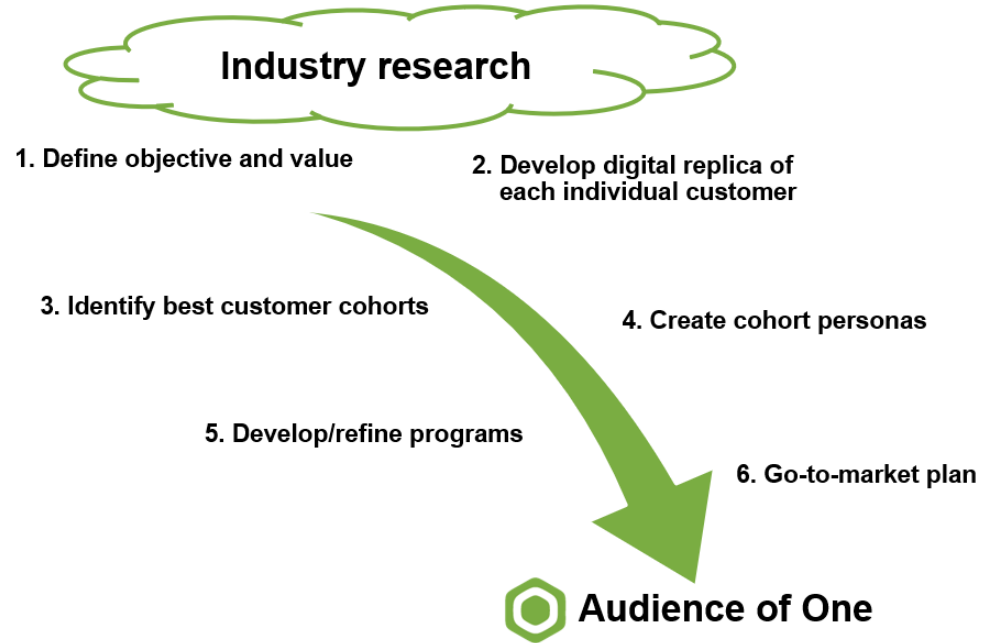 Industry research
1. Define objective and value
2. Develop digital replica of
each individual customer
3. Identify best customer cohorts
4. Create cohort personas
5. Develop/refine programs
6. Go-to-market plan
Audience of One